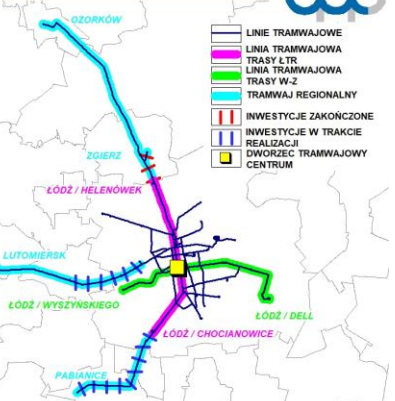 OZORKÓW
LINIE TRAMWAJOWE
LINIA TRAMWAJOWA
TRASY ŁTR
LINIA TRAMWAJOWA
TRASY W-Z
TRAMWAJ REGIONALNY
INWESTYCJE ZAKOŃCZONE
INWESTYCJE W TRAKCIE
REALIZACJI
DWORZEC TRAMWAJOWY
CENTRUM
ZGIERZ
ŁÓDŹ / HELENÓWEK
LUTOMIERSK
ŁÓDŹ / WYSZYŃSKIEGO
ŁÓDŹ / DELL
ŁÓDŹ / CHOCIANOWICE
PABIANICE